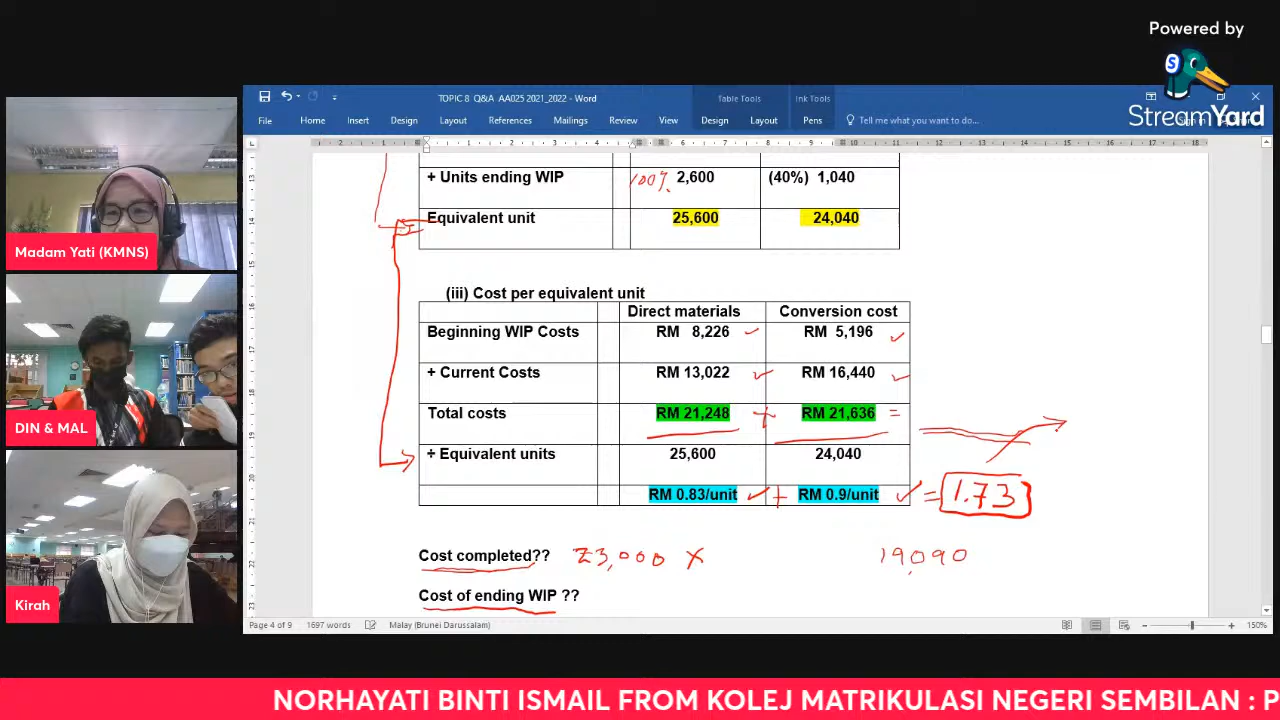 Powered by
StreamYard
TOPIC 8 Q&A AA025 2021_2022 - Word
Table Tools
Ink Tools
File Home Insert Design Layout References Mailings Review View Design Layout Pens Tell me what you want to do...
+ Units ending WIP 100% 2,600 (40%) 1,040
Equivalent unit 25,600 24,040
(iii) Cost per equivalent unit
Direct materials Conversion cost
Beginning WIP Costs RM 8,226 RM 5,196
+ Current Costs RM 13,022 RM 16,440
Total costs RM 21,248 + RM 21,636 =
÷ Equivalent units 25,600 24,040
RM 0.83/unit + RM 0.9/unit = 1.73
Cost completed?? 23,000 X 19,090
Cost of ending WIP ??
Page 4 of 9 1697 words Malay (Brunei Darussalam) 150%
Madam Yati (KMNS)
DIN & MAL
Kirah
NORHAYATI BINTI ISMAIL FROM KOLEJ MATRIKULASI NEGERI SEMBILAN : P